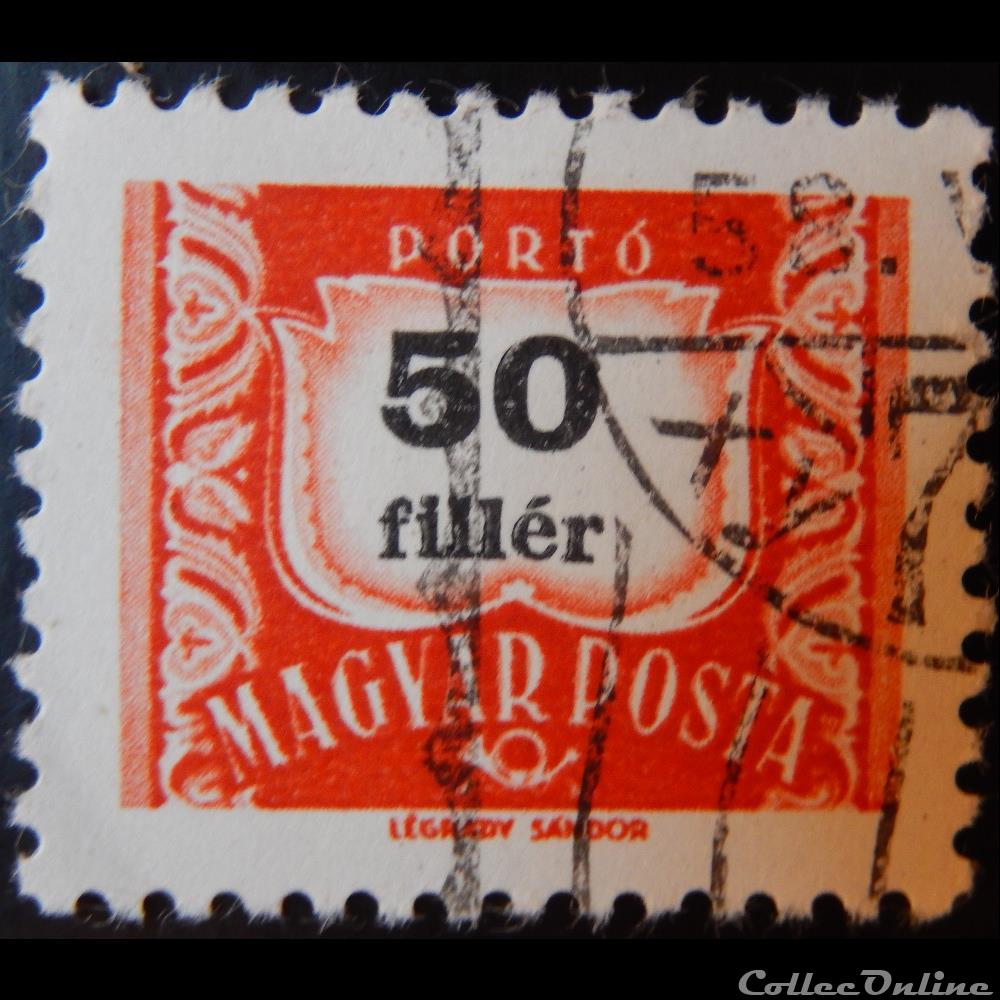 PORTÓ
50
fillér
MAGYAR POSTA
LÉGRÁDY SÁNDOR
CollecOnline